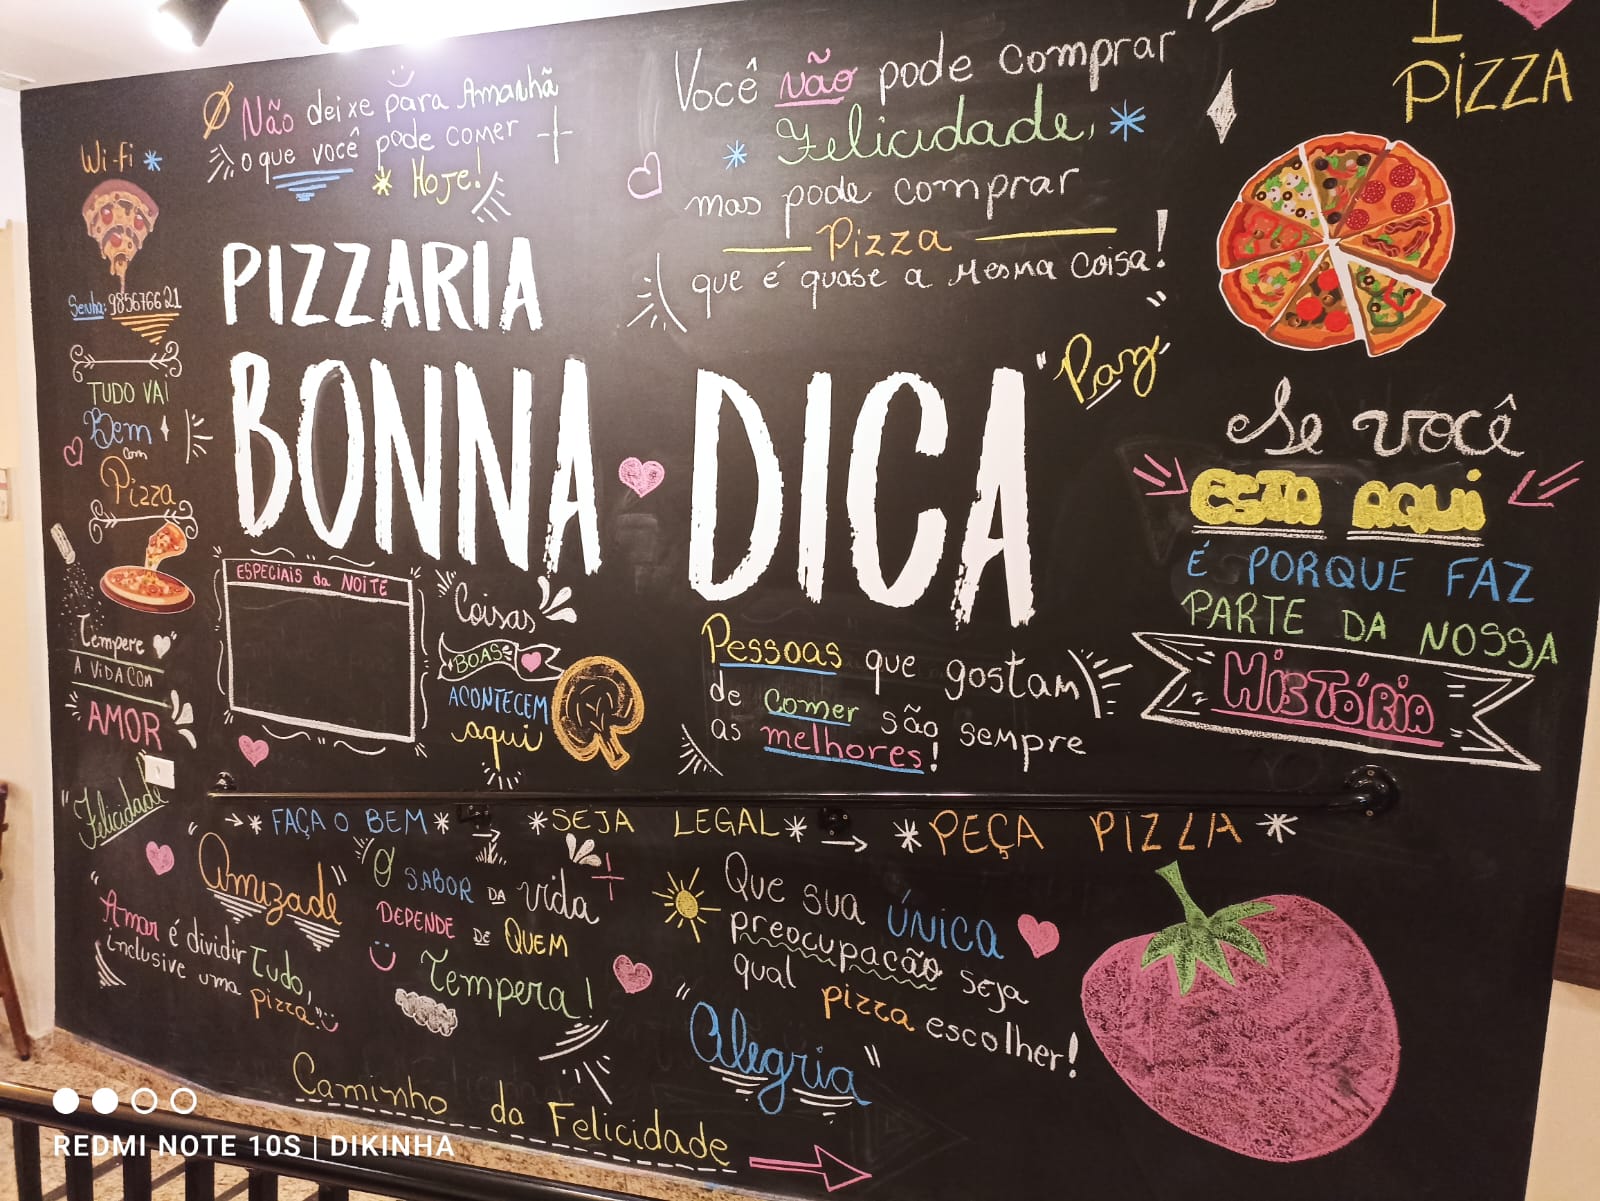 Wi-fi
Senha: 985676621
TUDO VAI
Bem
com
Pizza
Tempere
A VIDA COM
AMOR
"Felicidade
Não deixe para Amanhã
o que você pode comer
Hoje!
PIZZARIA
BONNA DICA
Você não pode comprar
Felicidade,
mas pode comprar
Pizza
que é quase a mesma coisa!
"Paz"
I
PIZZA
Se você
ESTA AQUI
É PORQUE FAZ
PARTE DA NOSSA
HISTÓRIA
ESPECIAIS da NOITE
Coisas
BOAS
ACONTECEM
aqui
Pessoas que gostam
de comer são sempre
as melhores!
FAÇA O BEM SEJA LEGAL PEÇA PIZZA
"Amizade"
Amar é dividir Tudo,
inclusive uma
pizza!
O SABOR DA vida
DEPENDE DE QUEM
Tempera!
Que sua ÚNICA
preocupacão seja
qual pizza escolher!
"Alegria"
Caminho da Felicidade
REDMI NOTE 10S | DIKINHA